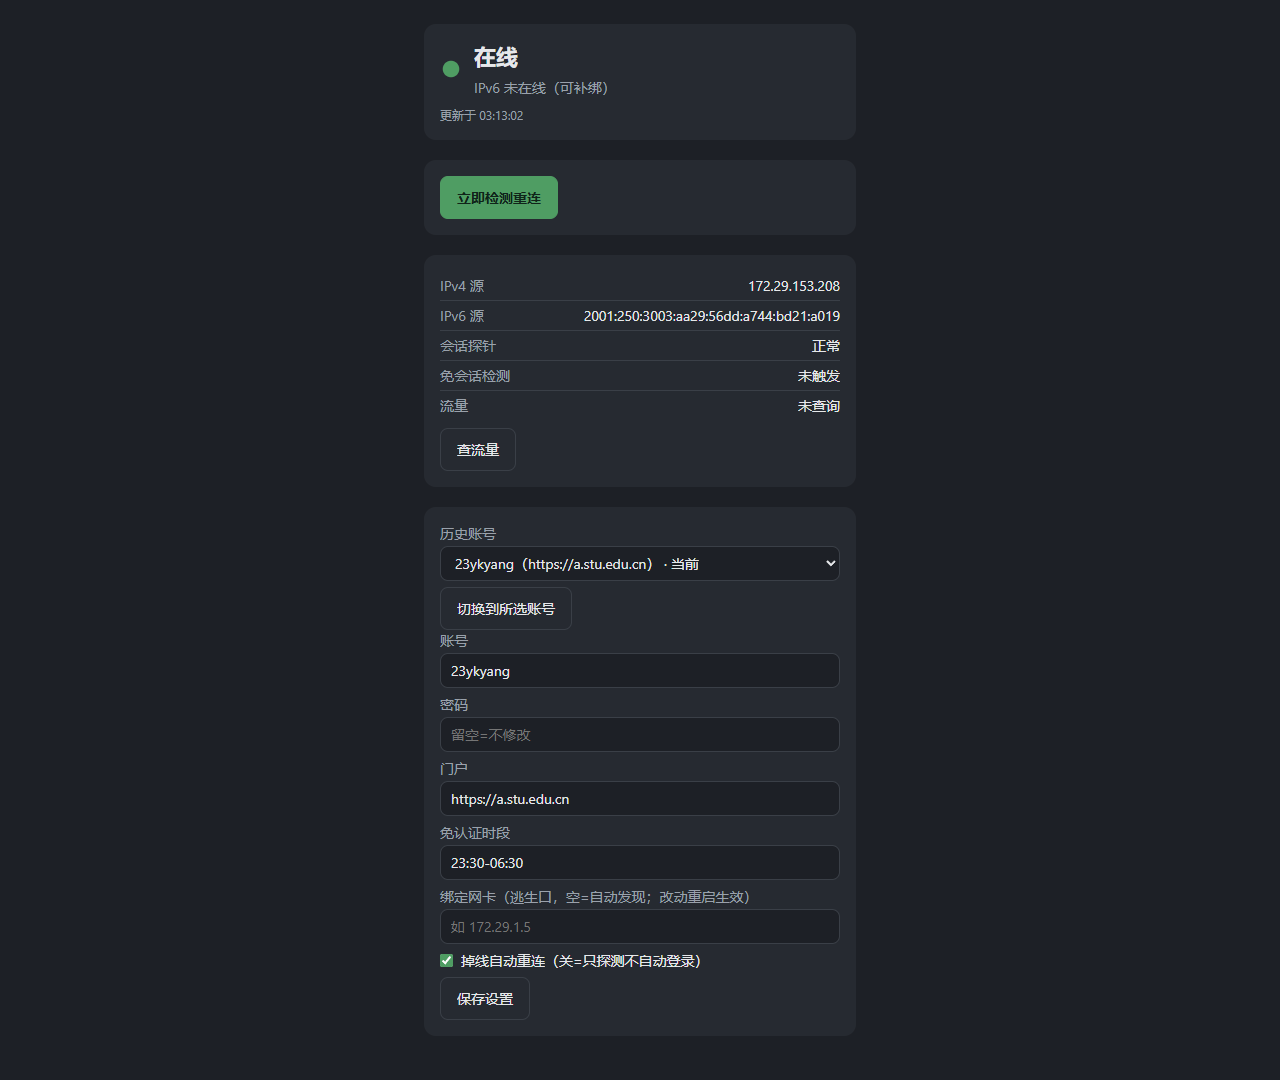 在线
IPv6 未在线（可补绑）
更新于 03:13:02
立即检测重连
IPv4 源 172.29.153.208
IPv6 源 2001:250:3003:aa29:56dd:a744:bd21:a019
会话探针 正常
免会话检测 未触发
流量 未查询
查流量
历史账号
23ykyang（https://a.stu.edu.cn） · 当前
切换到所选账号
账号
23ykyang
密码
留空=不修改
门户
https://a.stu.edu.cn
免认证时段
23:30-06:30
绑定网卡（逃生口，空=自动发现；改动重启生效）
如 172.29.1.5
掉线自动重连（关=只探测不自动登录）
保存设置